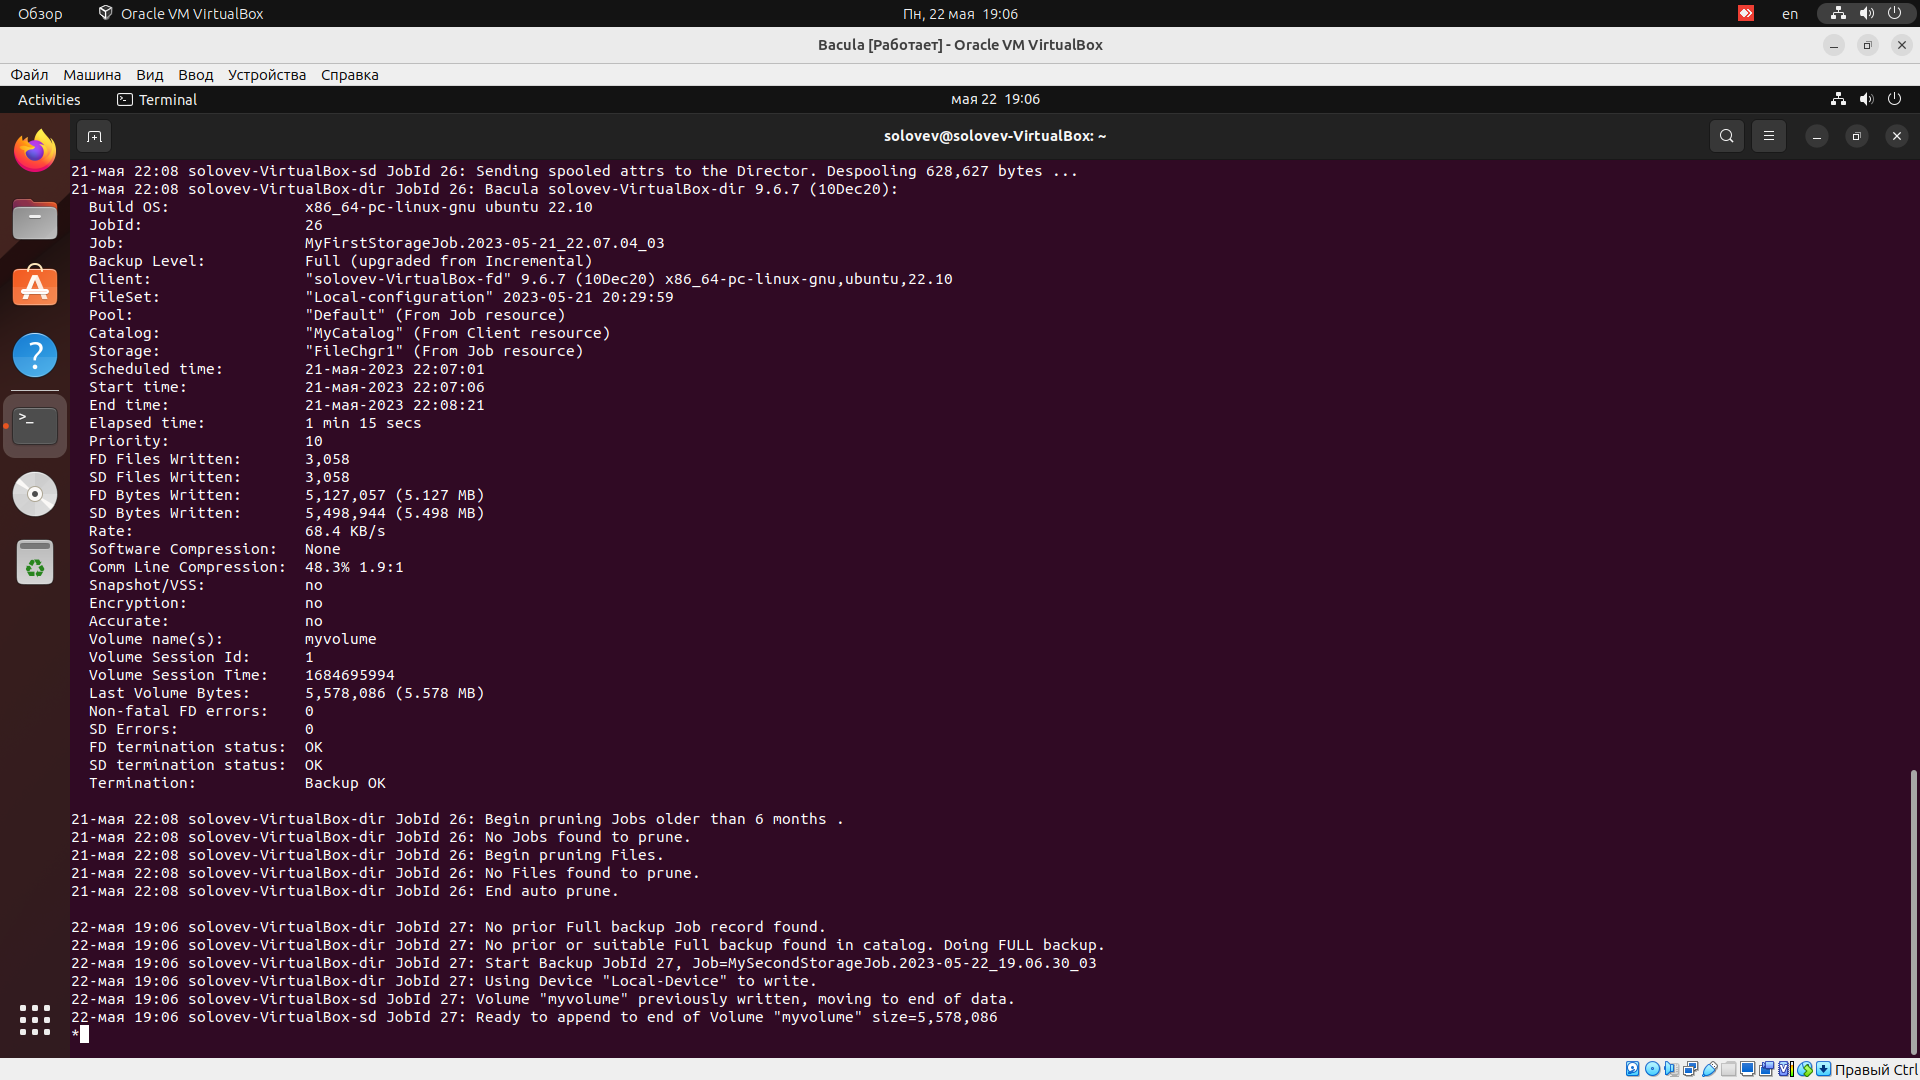 Обзор Oracle VM VirtualBox Пн, 22 мая 19:06 en
Bacula [Работает] - Oracle VM VirtualBox
Файл Машина Вид Ввод Устройства Справка
Activities Terminal мая 22 19:06
solovev@solovev-VirtualBox: ~
21-мая 22:08 solovev-VirtualBox-sd JobId 26: Sending spooled attrs to the Director. Despooling 628,627 bytes ...
21-мая 22:08 solovev-VirtualBox-dir JobId 26: Bacula solovev-VirtualBox-dir 9.6.7 (10Dec20):
Build OS: x86_64-pc-linux-gnu ubuntu 22.10
JobId: 26
Job: MyFirstStorageJob.2023-05-21_22.07.04_03
Backup Level: Full (upgraded from Incremental)
Client: "solovev-VirtualBox-fd" 9.6.7 (10Dec20) x86_64-pc-linux-gnu,ubuntu,22.10
FileSet: "Local-configuration" 2023-05-21 20:29:59
Pool: "Default" (From Job resource)
Catalog: "MyCatalog" (From Client resource)
Storage: "FileChgr1" (From Job resource)
Scheduled time: 21-мая-2023 22:07:01
Start time: 21-мая-2023 22:07:06
End time: 21-мая-2023 22:08:21
Elapsed time: 1 min 15 secs
Priority: 10
FD Files Written: 3,058
SD Files Written: 3,058
FD Bytes Written: 5,127,057 (5.127 MB)
SD Bytes Written: 5,498,944 (5.498 MB)
Rate: 68.4 KB/s
Software Compression: None
Comm Line Compression: 48.3% 1.9:1
Snapshot/VSS: no
Encryption: no
Accurate: no
Volume name(s): myvolume
Volume Session Id: 1
Volume Session Time: 1684695994
Last Volume Bytes: 5,578,086 (5.578 MB)
Non-fatal FD errors: 0
SD Errors: 0
FD termination status: OK
SD termination status: OK
Termination: Backup OK
21-мая 22:08 solovev-VirtualBox-dir JobId 26: Begin pruning Jobs older than 6 months .
21-мая 22:08 solovev-VirtualBox-dir JobId 26: No Jobs found to prune.
21-мая 22:08 solovev-VirtualBox-dir JobId 26: Begin pruning Files.
21-мая 22:08 solovev-VirtualBox-dir JobId 26: No Files found to prune.
21-мая 22:08 solovev-VirtualBox-dir JobId 26: End auto prune.
22-мая 19:06 solovev-VirtualBox-dir JobId 27: No prior Full backup Job record found.
22-мая 19:06 solovev-VirtualBox-dir JobId 27: No prior or suitable Full backup found in catalog. Doing FULL backup.
22-мая 19:06 solovev-VirtualBox-dir JobId 27: Start Backup JobId 27, Job=MySecondStorageJob.2023-05-22_19.06.30_03
22-мая 19:06 solovev-VirtualBox-dir JobId 27: Using Device "Local-Device" to write.
22-мая 19:06 solovev-VirtualBox-sd JobId 27: Volume "myvolume" previously written, moving to end of data.
22-мая 19:06 solovev-VirtualBox-sd JobId 27: Ready to append to end of Volume "myvolume" size=5,578,086
*
Правый Ctrl